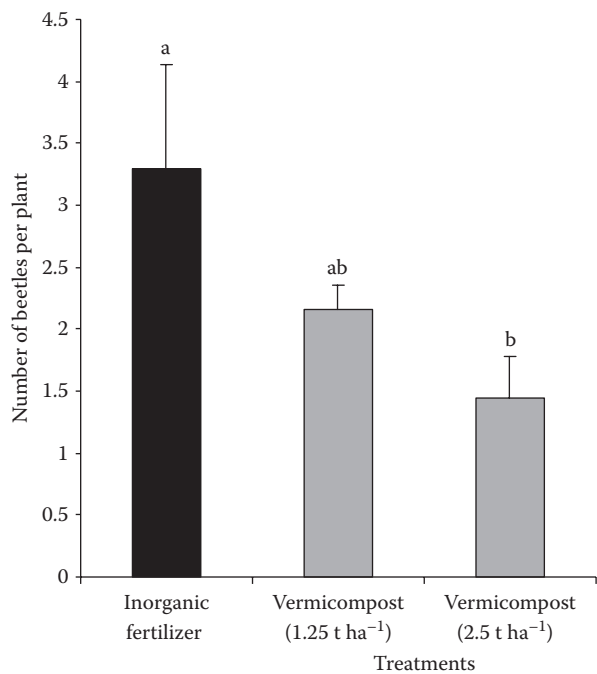 4.5
4
3.5
3
2.5
2
1.5
1
0.5
0
Number of beetles per plant
a
ab
b
Inorganic
fertilizer
Vermicompost
(1.25 t ha⁻¹)
Vermicompost
(2.5 t ha⁻¹)
Treatments